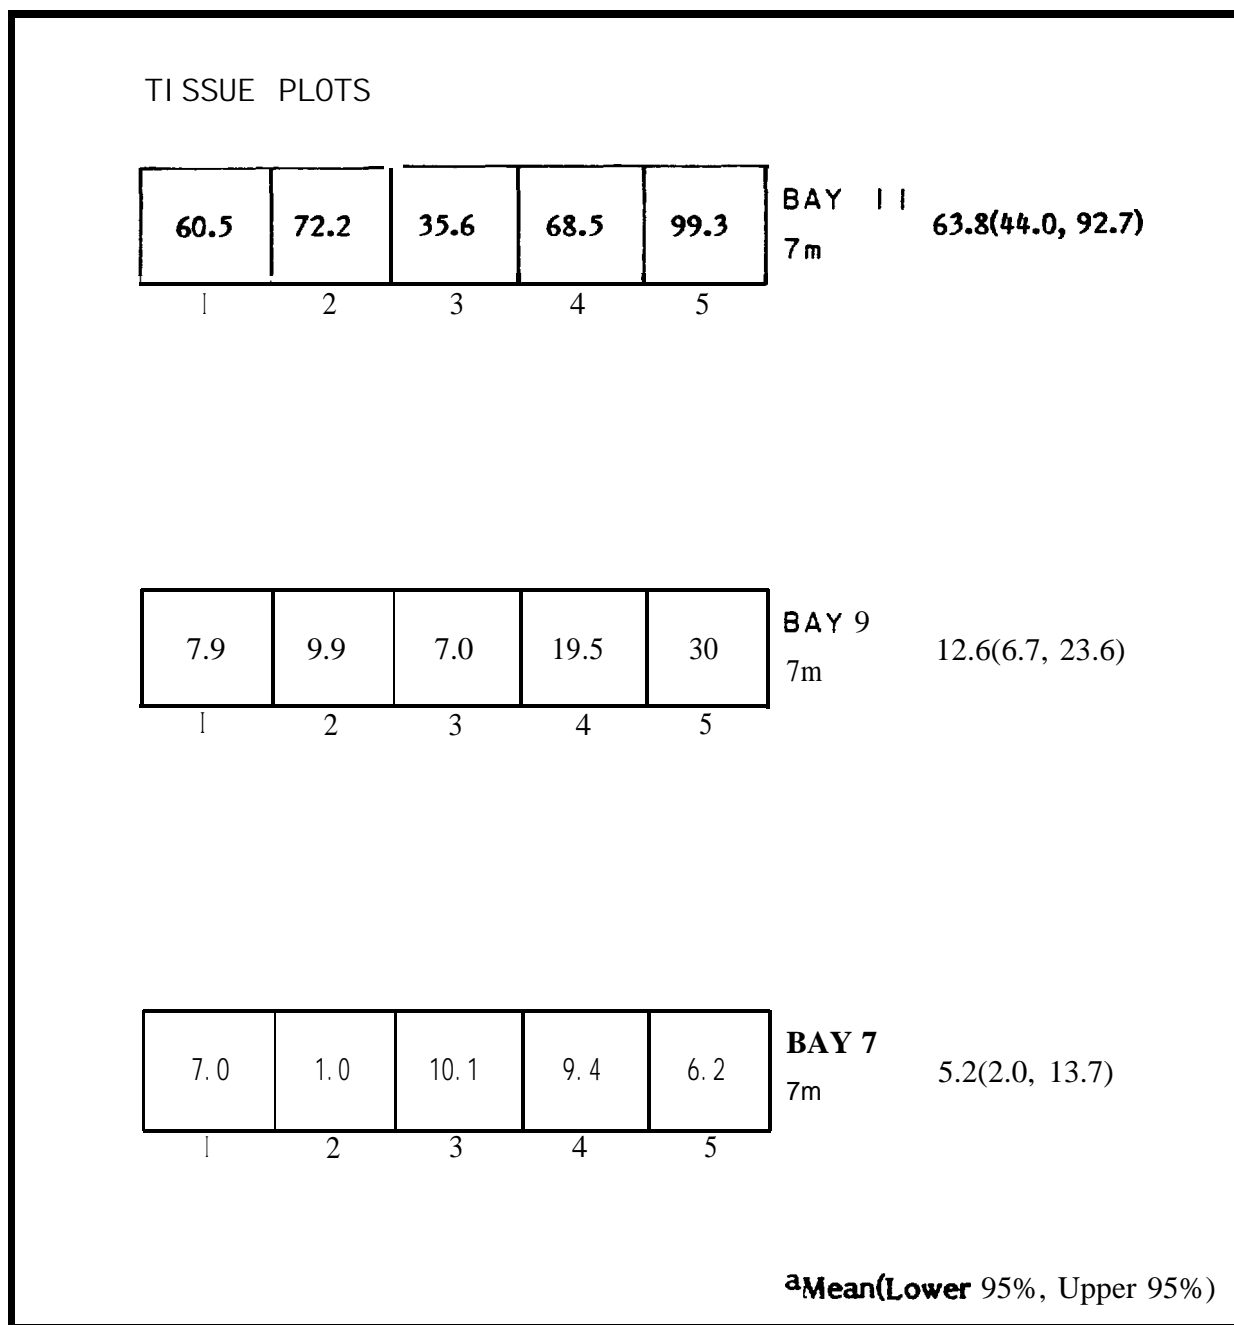 TISSUE PLOTS
60.5 72.2 35.6 68.5 99.3 BAY 11 63.8(44.0, 92.7)
7m
1 2 3 4 5
7.9 9.9 7.0 19.5 30 BAY 9 12.6(6.7, 23.6)
7m
1 2 3 4 5
7.0 1.0 10.1 9.4 6.2 BAY 7 5.2(2.0, 13.7)
7m
1 2 3 4 5
aMean(Lower 95%, Upper 95%)